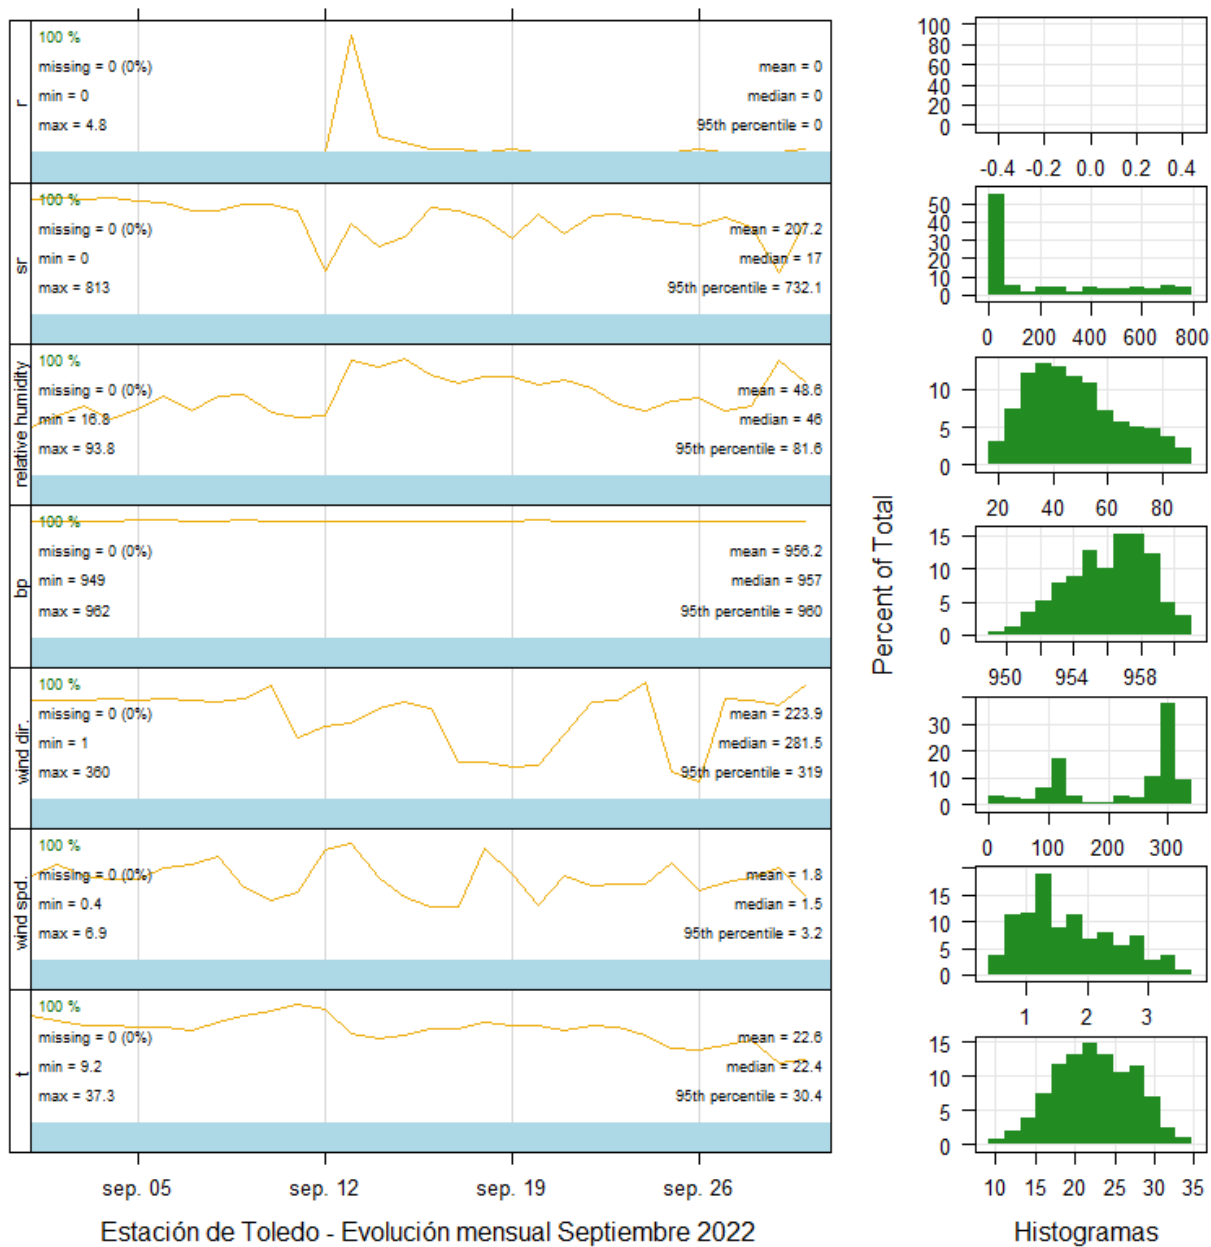 r
100 %
missing = 0 (0%)
min = 0
max = 4.8
mean = 0
median = 0
95th percentile = 0
sr
100 %
missing = 0 (0%)
min = 0
max = 813
mean = 207.2
median = 17
95th percentile = 732.1
relative humidity
100 %
missing = 0 (0%)
min = 16.8
max = 93.8
mean = 48.6
median = 46
95th percentile = 81.6
bp
100 %
missing = 0 (0%)
min = 949
max = 962
mean = 956.2
median = 957
95th percentile = 960
wind dir.
100 %
missing = 0 (0%)
min = 1
max = 360
mean = 223.9
median = 281.5
95th percentile = 319
wind spd.
100 %
missing = 0 (0%)
min = 0.4
max = 6.9
mean = 1.8
median = 1.5
95th percentile = 3.2
t
100 %
missing = 0 (0%)
min = 9.2
max = 37.3
mean = 22.6
median = 22.4
95th percentile = 30.4
sep. 05 sep. 12 sep. 19 sep. 26
Estación de Toledo - Evolución mensual Septiembre 2022
Percent of Total
100
80
60
40
20
0
-0.4 -0.2 0.0 0.2 0.4
50
40
30
20
10
0
0 200 400 600 800
10
5
0
20 40 60 80
15
10
5
0
950 954 958
30
20
10
0
0 100 200 300
15
10
5
0
1 2 3
15
10
5
0
10 15 20 25 30 35
Histogramas